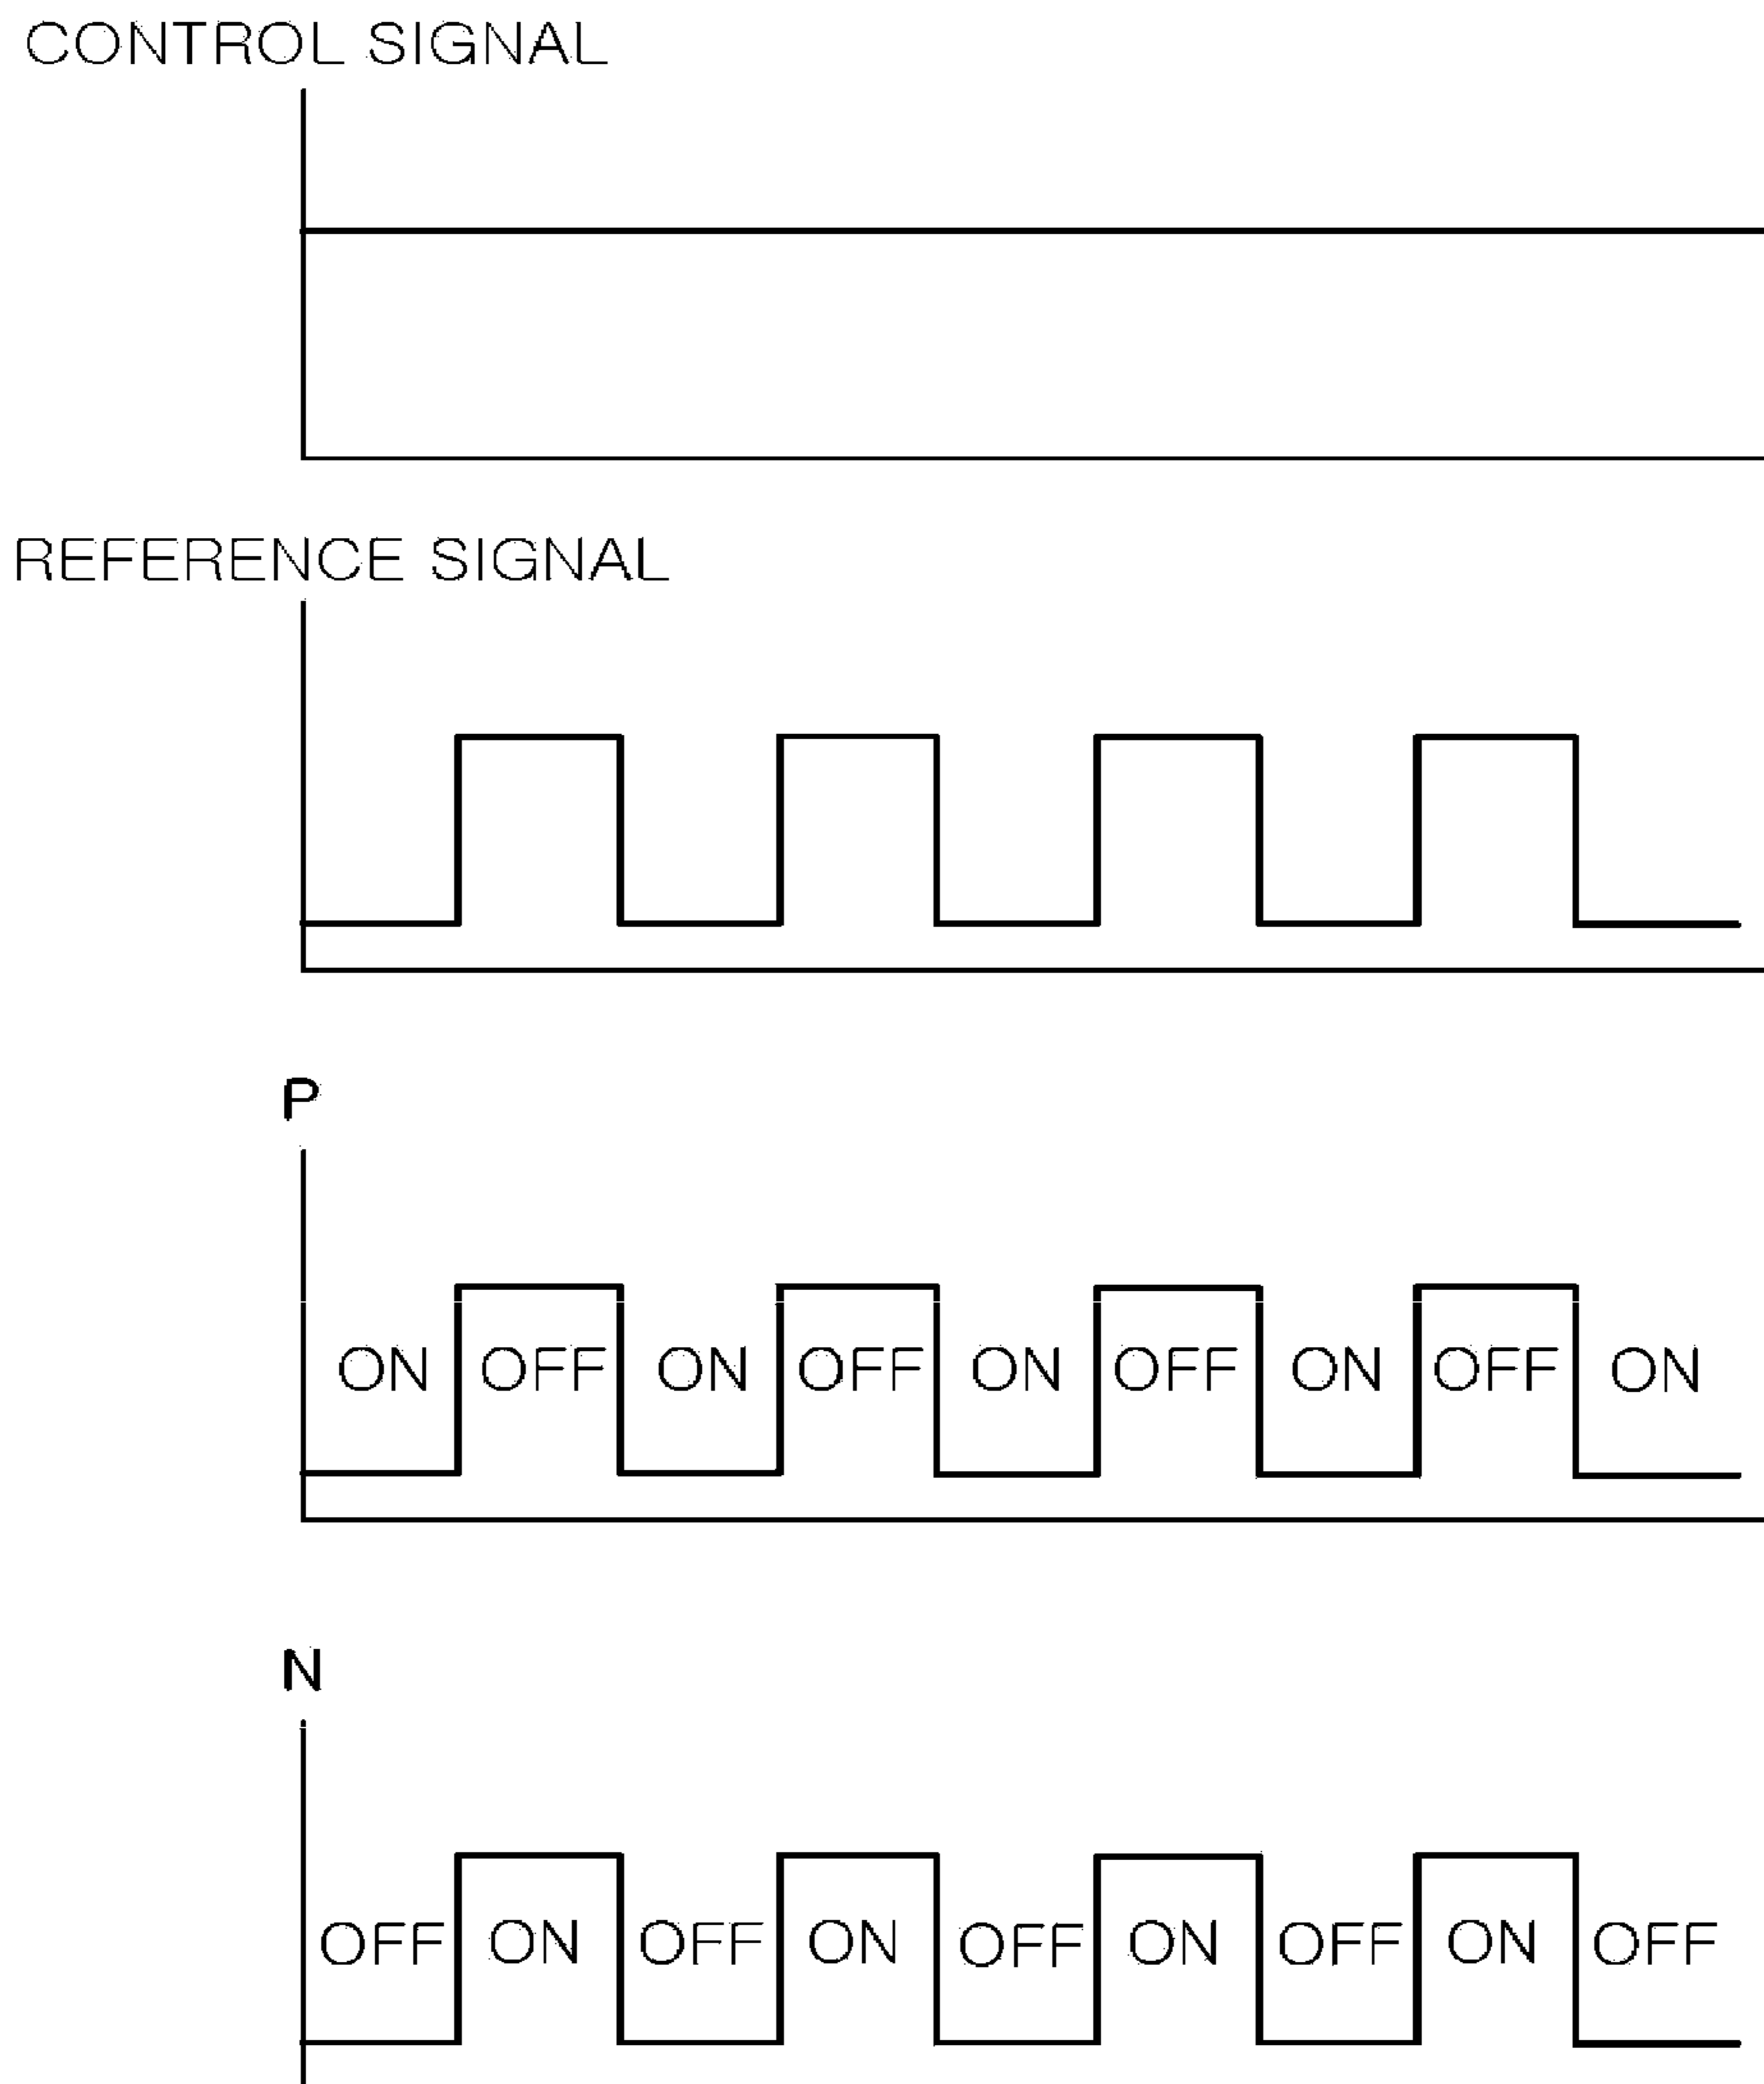 CONTROL SIGNAL
REFERENCE SIGNAL
P
ON OFF ON OFF ON OFF ON OFF ON
N
OFF ON OFF ON OFF ON OFF ON OFF